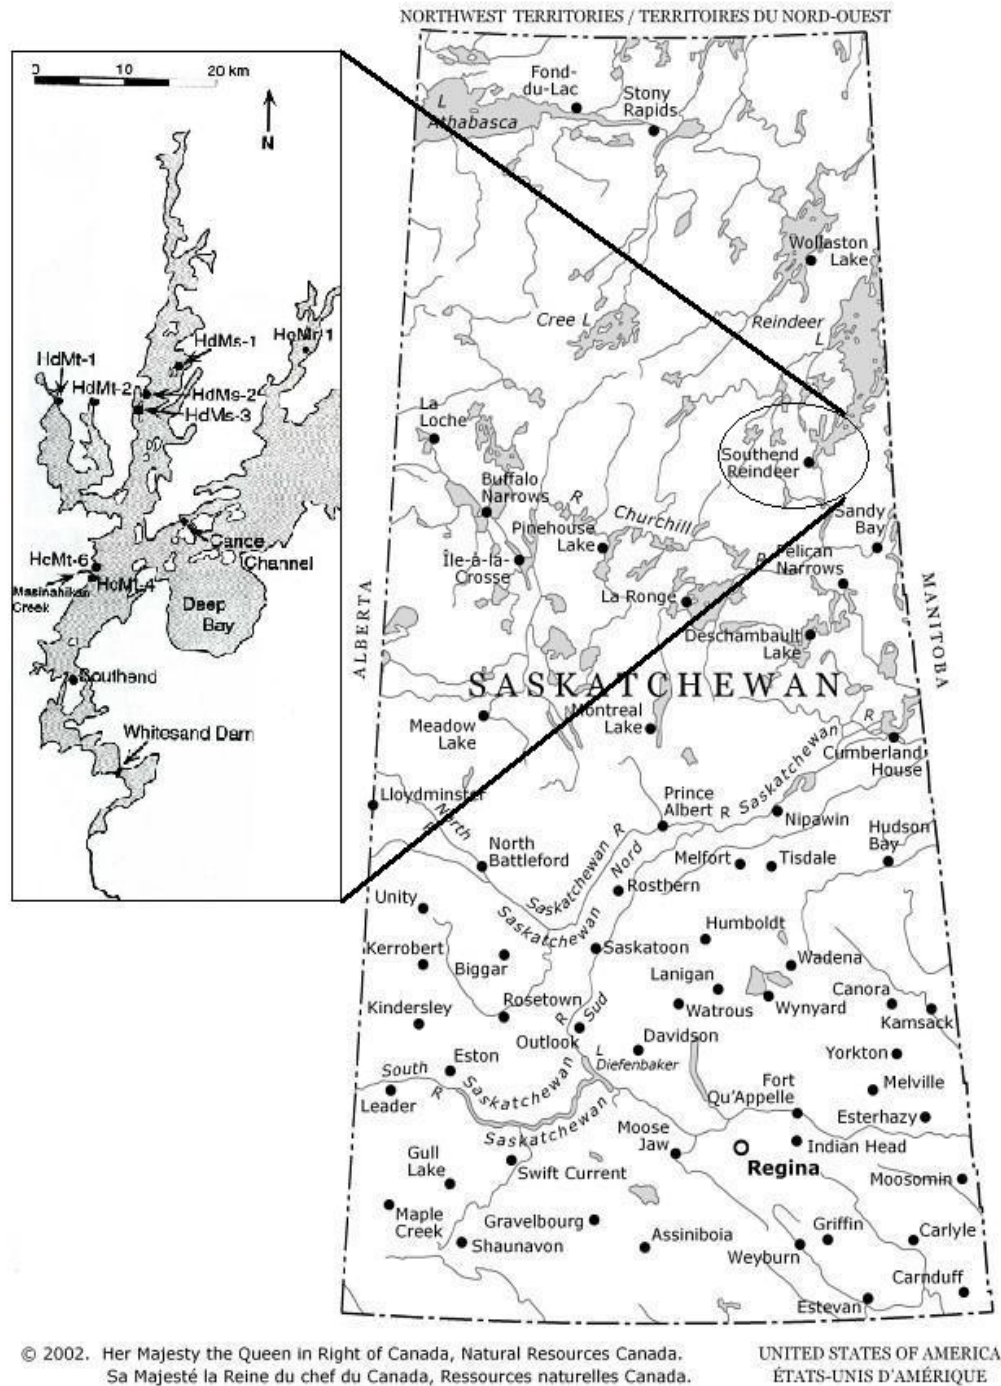 NORTHWEST TERRITORIES / TERRITOIRES DU NORD-OUEST
0 10 20 km
N
HdMs-1
HdMt-1
HdMt-2
HdMs-2
HdMs-3
Canoe
Channel
HcMt-6
Masinahikan
Creek
HcMt-4
Deep
Bay
Southend
Whitesand Dam
Fond-
du-Lac
Stony
Rapids
L
Athabasca
Wollaston
Lake
Cree L
Reindeer
L
La
Loche
Southend
Reindeer
Buffalo
Narrows
R
Churchill
R
Sandy
Bay
Pinehouse
Lake
Île-à-la-
Crosse
Pelican
Narrows
La Ronge
Deschambault
Lake
ALBERTA
MANITOBA
SASKATCHEWAN
Meadow
Lake
Montreal
Lake
R
Saskatchewan
R
Cumberland
House
Lloydminster
North
Prince
Albert
Nipawin
Hudson
Bay
North
Battleford
Saskatchewan R
Nord
Melfort
Tisdale
Rosthern
Unity
Saskatchewan
Humboldt
Kerrobert
Biggar
Saskatoon
Wadena
Lanigan
Canora
Kindersley
Rosetown
Watrous
Wynyard
Kamsack
R Sud
Outlook
Davidson
L
Diefenbaker
Yorkton
Eston
South
R
Saskatchewan
Fort
Qu'Appelle
Melville
Leader
Saskatchewan
Esterhazy
Moose
Jaw
Indian Head
Gull
Lake
Swift Current
Regina
Moosomin
Maple
Creek
Gravelbourg
Griffin
Carlyle
Shaunavon
Assiniboia
Weyburn
Carnduff
Estevan
© 2002. Her Majesty the Queen in Right of Canada, Natural Resources Canada.
Sa Majesté la Reine du chef du Canada, Ressources naturelles Canada.
UNITED STATES OF AMERICA
ÉTATS-UNIS D'AMÉRIQUE